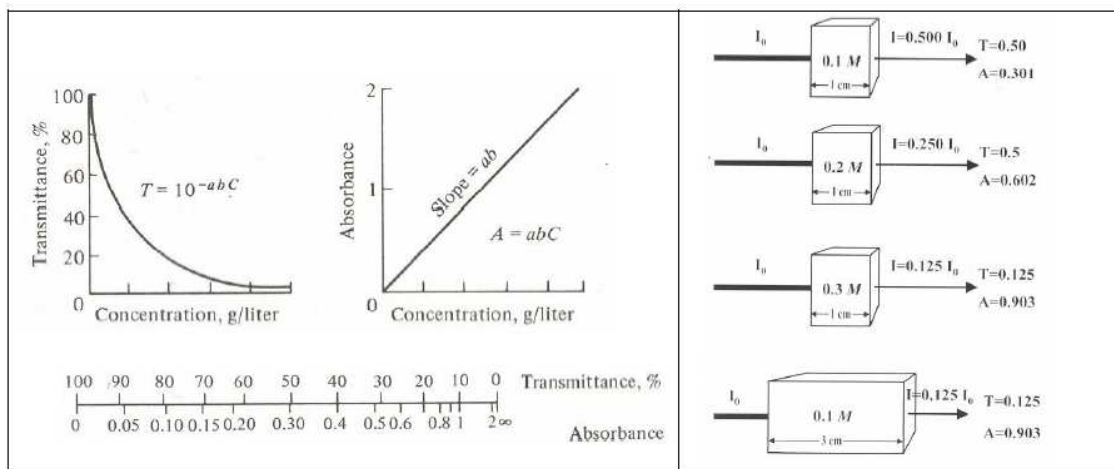 100
80
60
40
20
0
Transmittance, %
T = 10^-abC
Concentration, g/liter
2
1
0
Absorbance
Slope = ab
A = abC
Concentration, g/liter
100 90 80 70 60 50 40 30 20 10 0 Transmittance, %
0 0.05 0.10 0.15 0.20 0.30 0.4 0.5 0.6 0.8 1 2 ∞ Absorbance
I₀ I=0.500 I₀ T=0.50
0.1 M A=0.301
1 cm
I₀ I=0.250 I₀ T=0.5
0.2 M A=0.602
1 cm
I₀ I=0.125 I₀ T=0.125
0.3 M A=0.903
1 cm
I₀ I=0.125 I₀ T=0.125
0.1 M A=0.903
3 cm